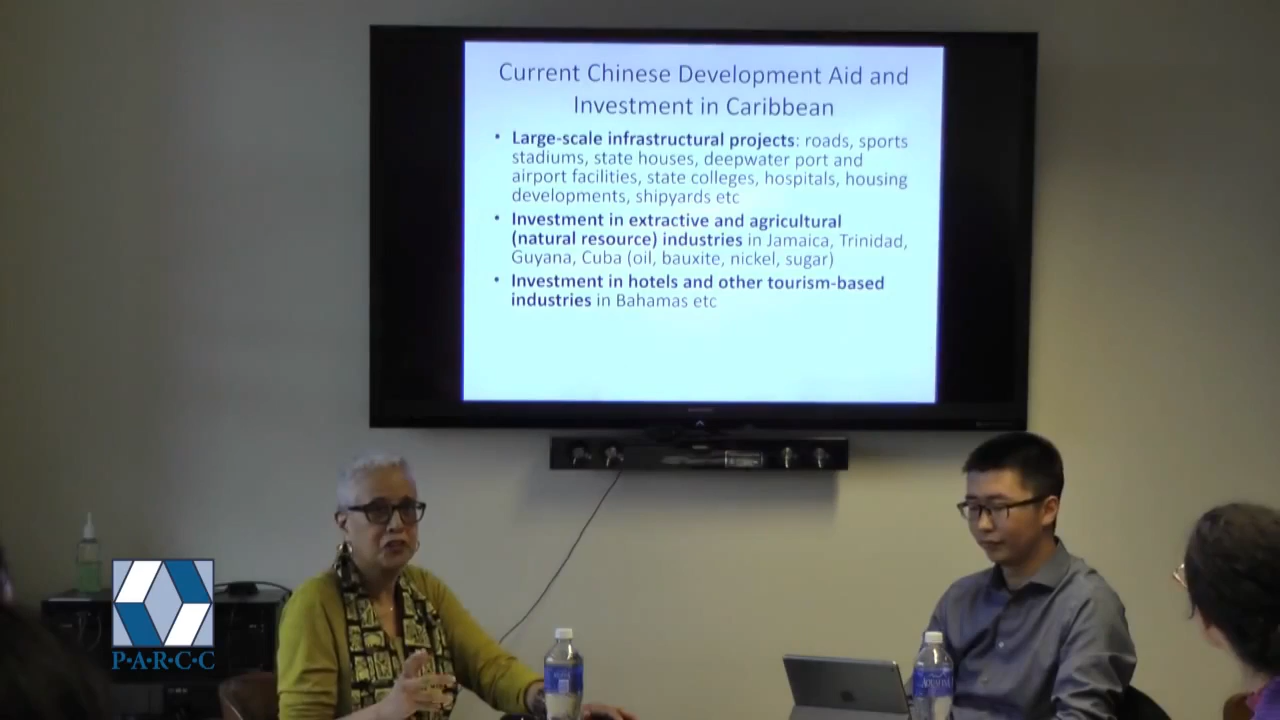 Current Chinese Development Aid and
Investment in Caribbean
• Large-scale infrastructural projects: roads, sports
stadiums, state houses, deepwater port and
airport facilities, state colleges, hospitals, housing
developments, shipyards etc
• Investment in extractive and agricultural
(natural resource) industries in Jamaica, Trinidad,
Guyana, Cuba (oil, bauxite, nickel, sugar)
• Investment in hotels and other tourism-based
industries in Bahamas etc
P·A·R·C·C
AQUAFINA